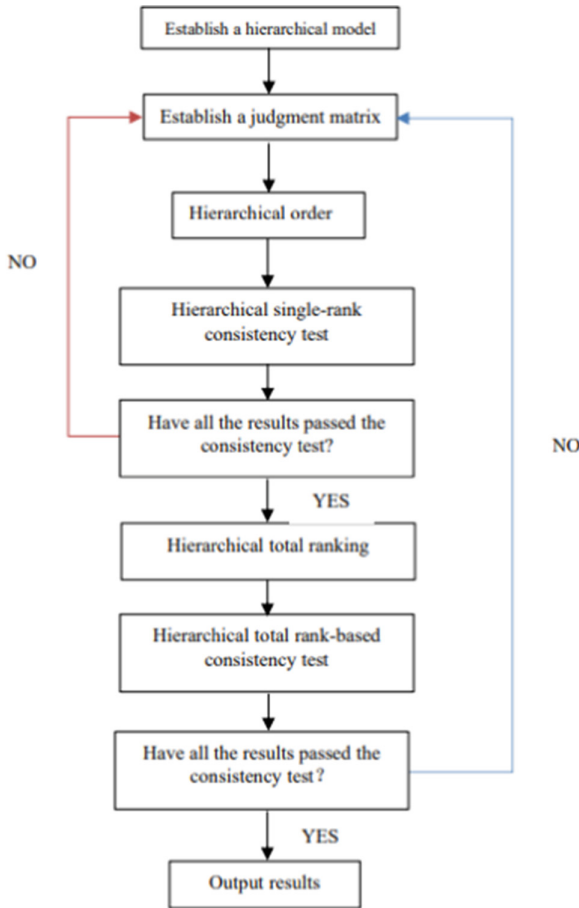 Establish a hierarchical model
Establish a judgment matrix
Hierarchical order
NO
Hierarchical single-rank
consistency test
Have all the results passed the
consistency test?
NO
YES
Hierarchical total ranking
Hierarchical total rank-based
consistency test
Have all the results passed the
consistency test?
YES
Output results